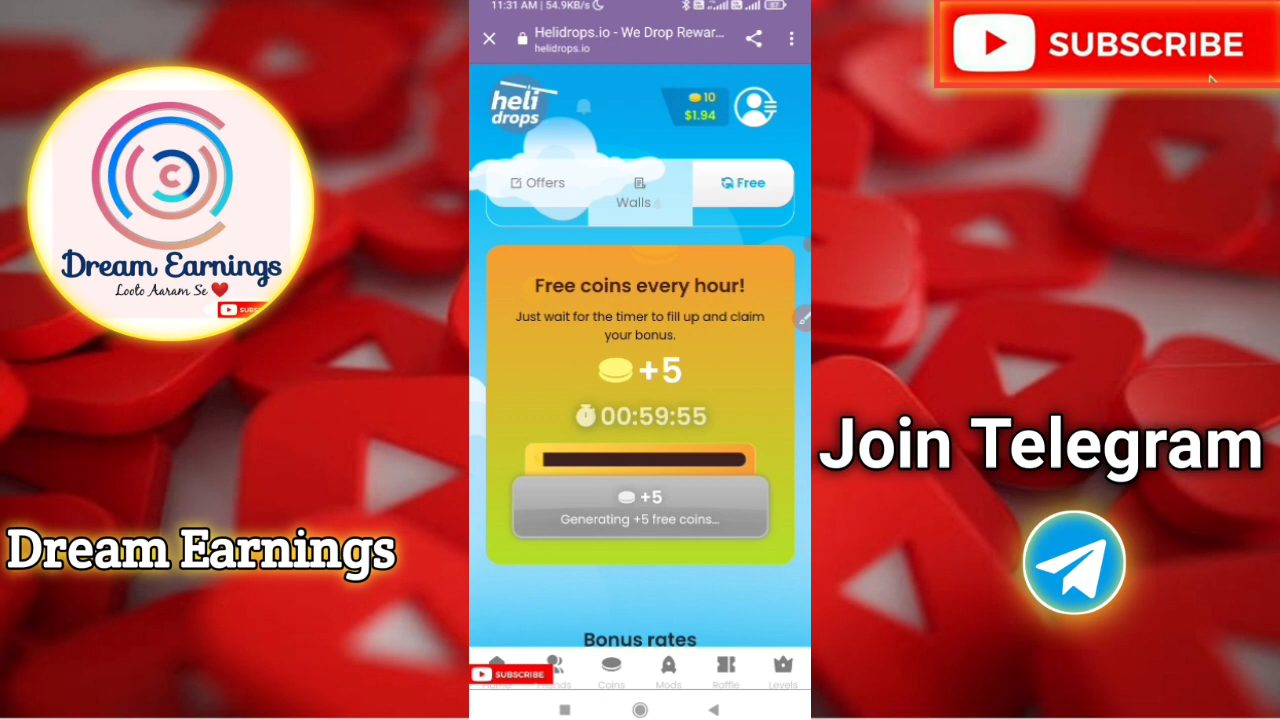 11:31 AM | 54.9KB/s
Helidrops.io - We Drop Rewar...
helidrops.io
SUBSCRIBE
heli
drops
10
$1.94
Offers
Walls
Free
Free coins every hour!
Just wait for the timer to fill up and claim
your bonus.
+5
00:59:55
+5
Generating +5 free coins...
Bonus rates
SUBSCRIBE
Coins
Mods
Raffle
Levels
C
Dream Earnings
Looto Aaram Se
Dream Earnings
Join Telegram